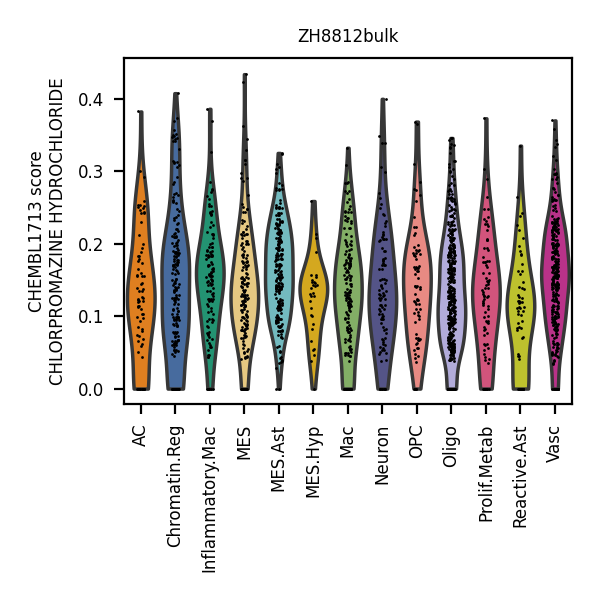 ZH8812bulk
CHEMBL1713 score
CHLORPROMAZINE HYDROCHLORIDE
0.4
0.3
0.2
0.1
0.0
AC
Chromatin.Reg
Inflammatory.Mac
MES
MES.Ast
MES.Hyp
Mac
Neuron
OPC
Oligo
Prolif.Metab
Reactive.Ast
Vasc